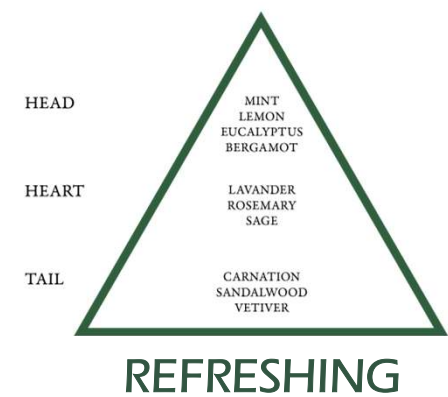 HEAD
MINT
LEMON
EUCALYPTUS
BERGAMOT
HEART
LAVANDER
ROSEMARY
SAGE
TAIL
CARNATION
SANDALWOOD
VETIVER
REFRESHING